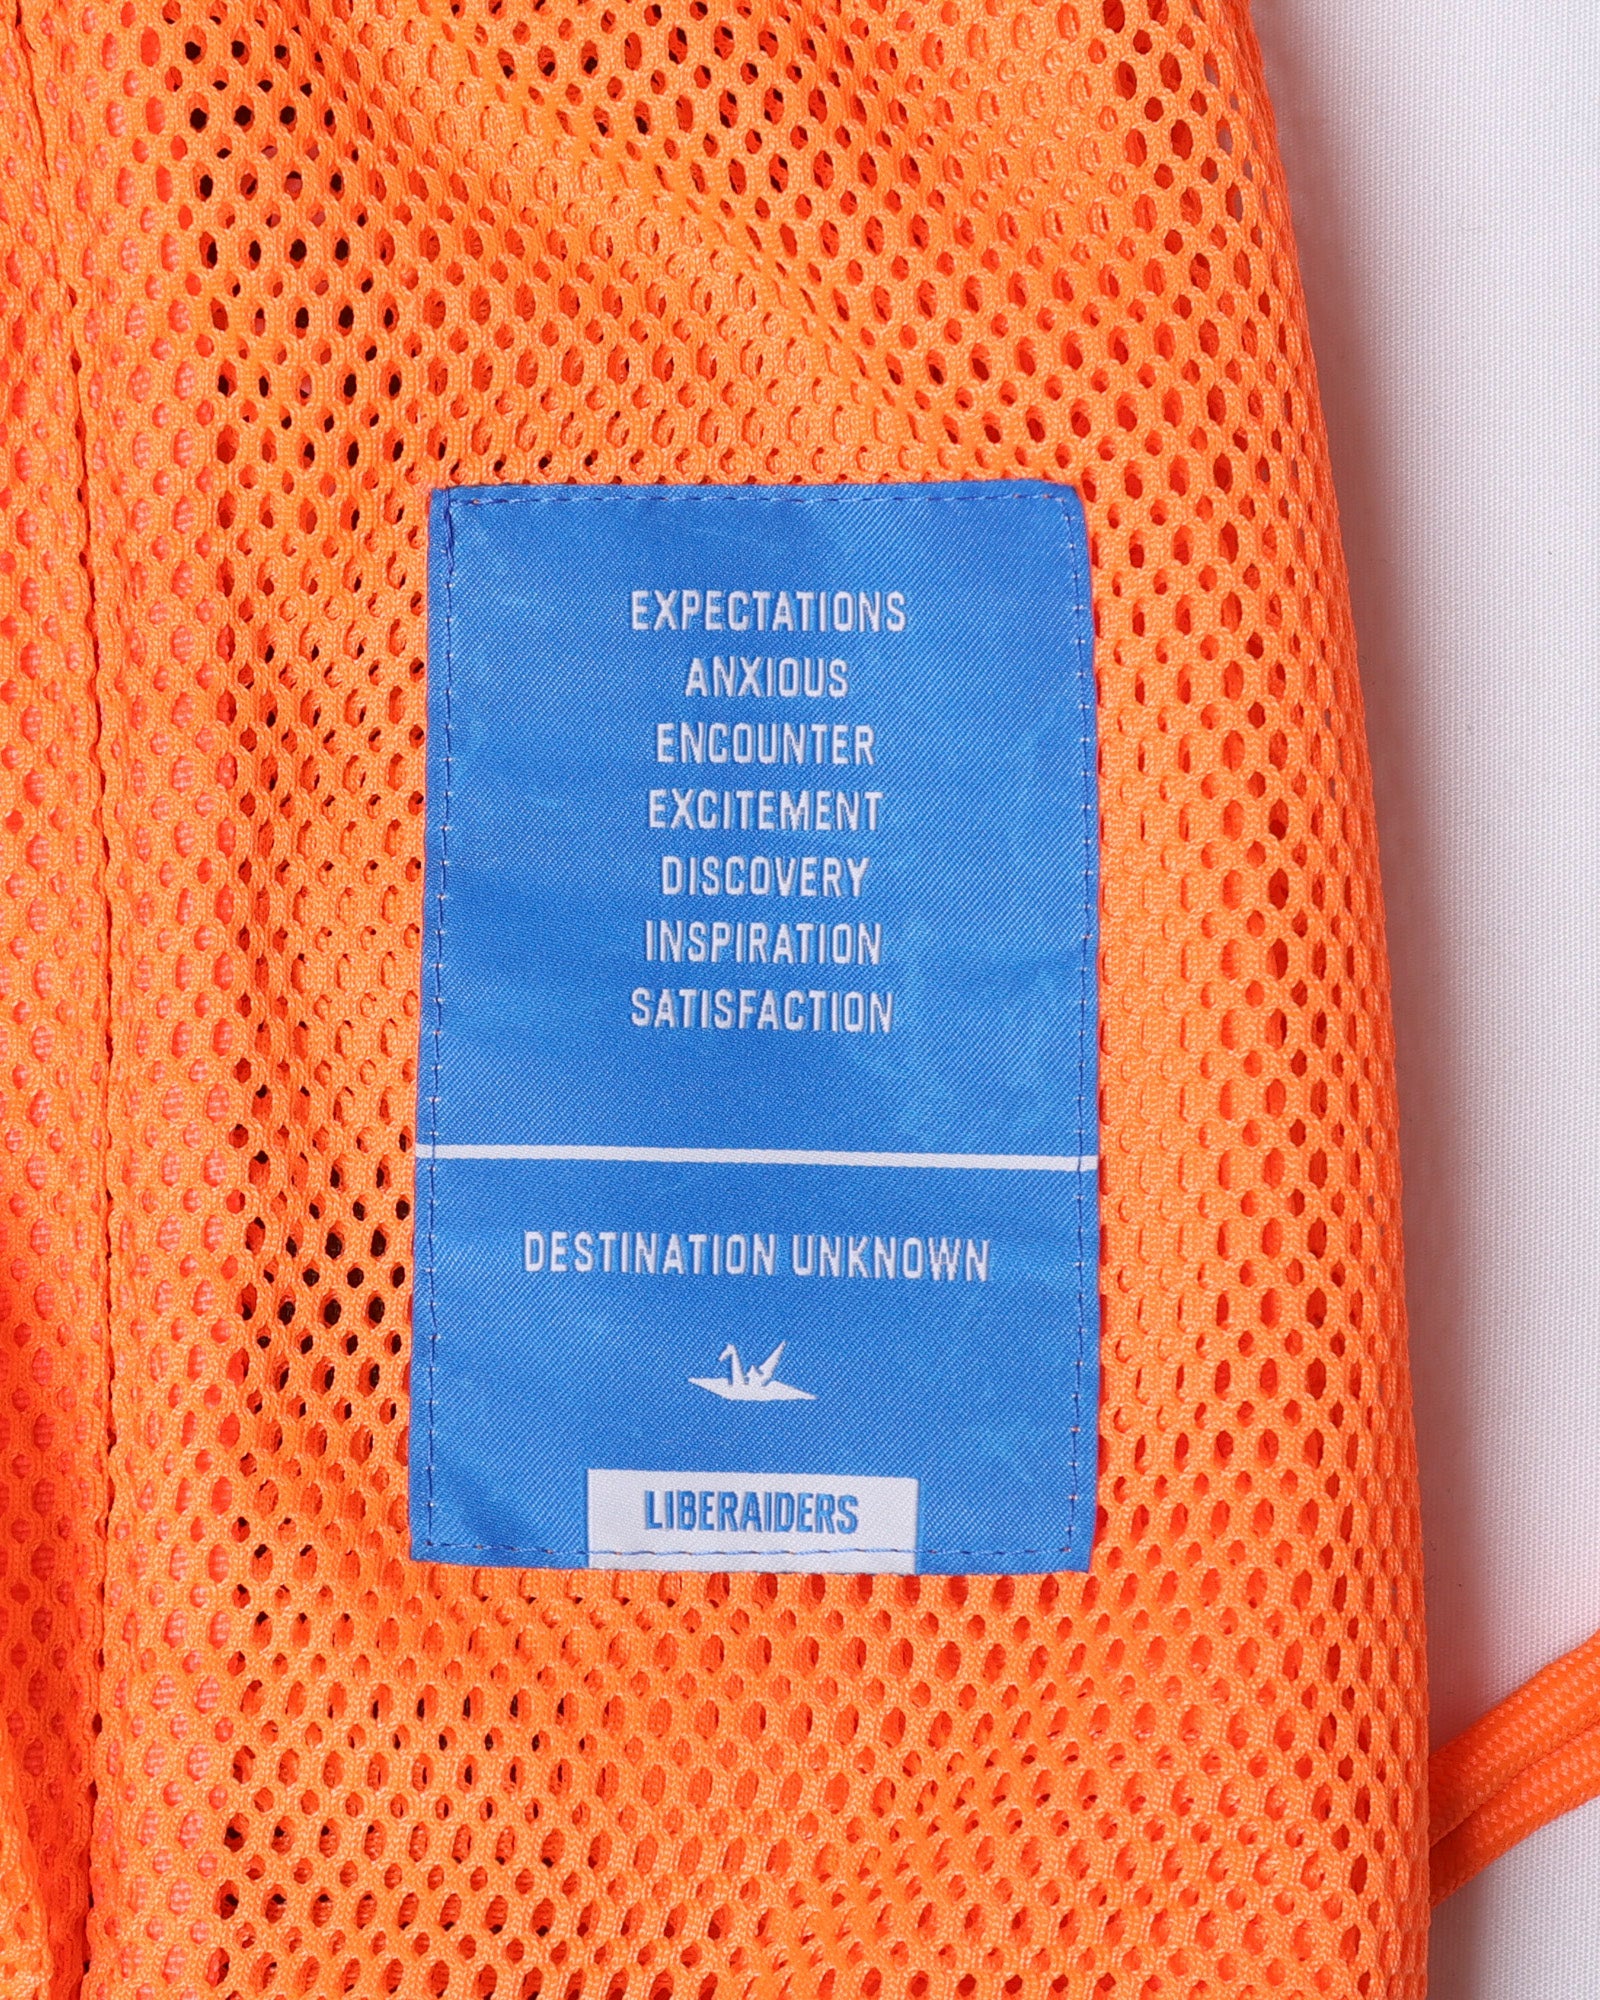 EXPECTATIONS
ANXIOUS
ENCOUNTER
EXCITEMENT
DISCOVERY
INSPIRATION
SATISFACTION
DESTINATION UNKNOWN
LIBERAIDERS